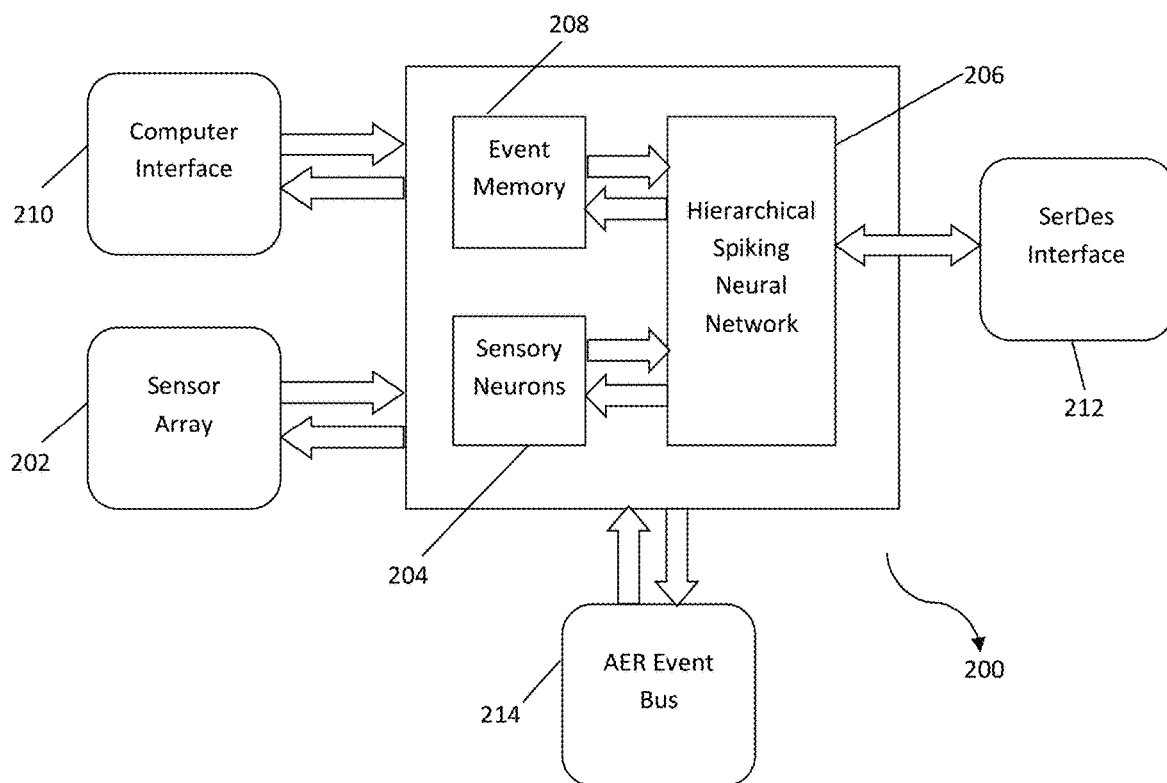 208
206
Computer
Interface
210
Event
Memory
Hierarchical
Spiking
Neural
Network
SerDes
Interface
212
Sensor
Array
202
Sensory
Neurons
204
AER Event
Bus
214
200